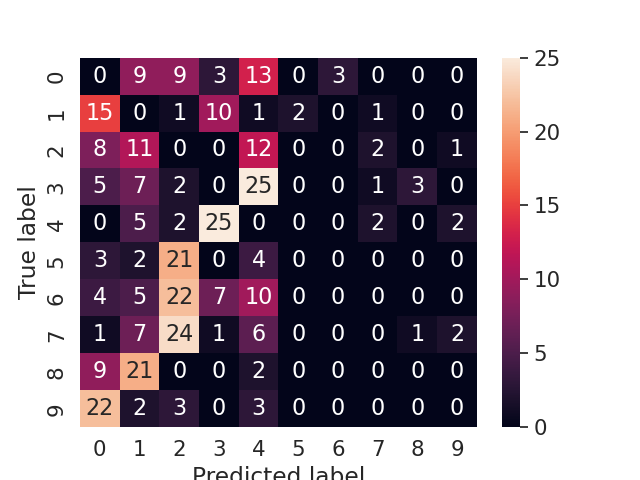 0 0 9 9 3 13 0 3 0 0 0
1 15 0 1 10 1 2 0 1 0 0
2 8 11 0 0 12 0 0 2 0 1
3 5 7 2 0 25 0 0 1 3 0
4 0 5 2 25 0 0 0 2 0 2
5 3 2 21 0 4 0 0 0 0 0
6 4 5 22 7 10 0 0 0 0 0
7 1 7 24 1 6 0 0 0 1 2
8 9 21 0 0 2 0 0 0 0 0
9 22 2 3 0 3 0 0 0 0 0
0 1 2 3 4 5 6 7 8 9
True label
Predicted label
25
20
15
10
5
0